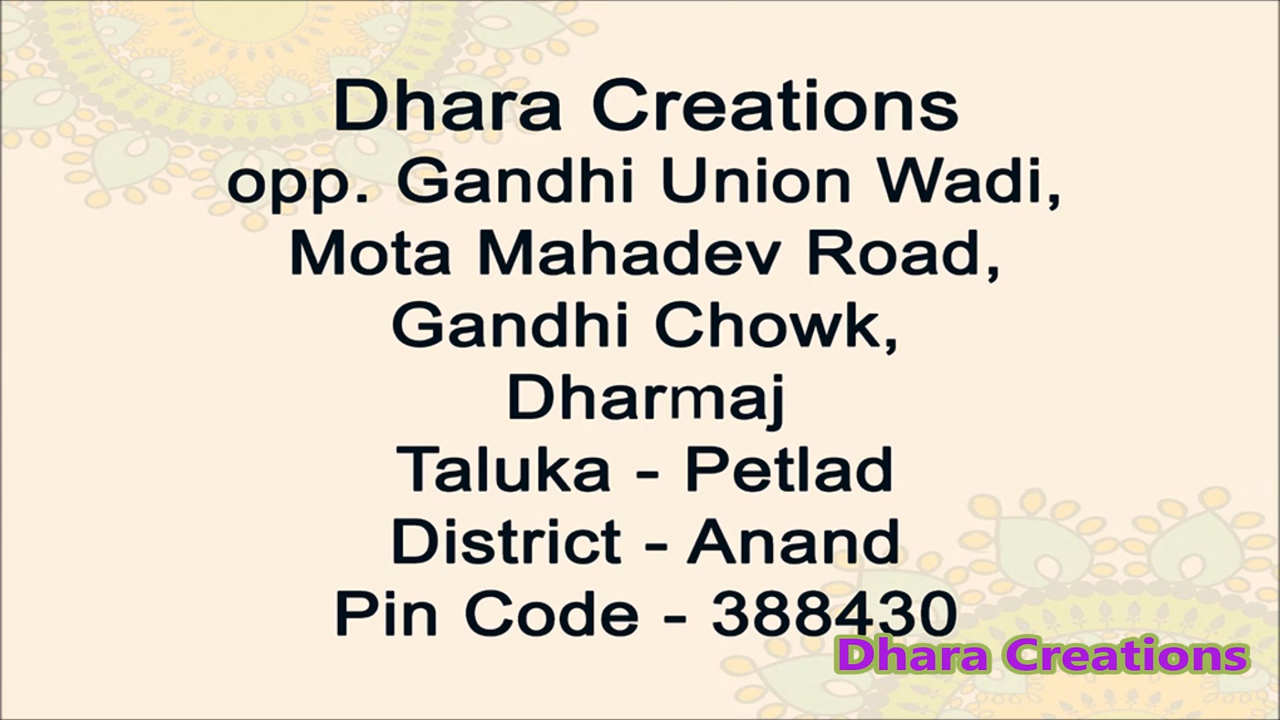 Dhara Creations
opp. Gandhi Union Wadi,
Mota Mahadev Road,
Gandhi Chowk,
Dharmaj
Taluka - Petlad
District - Anand
Pin Code - 388430
Dhara Creations